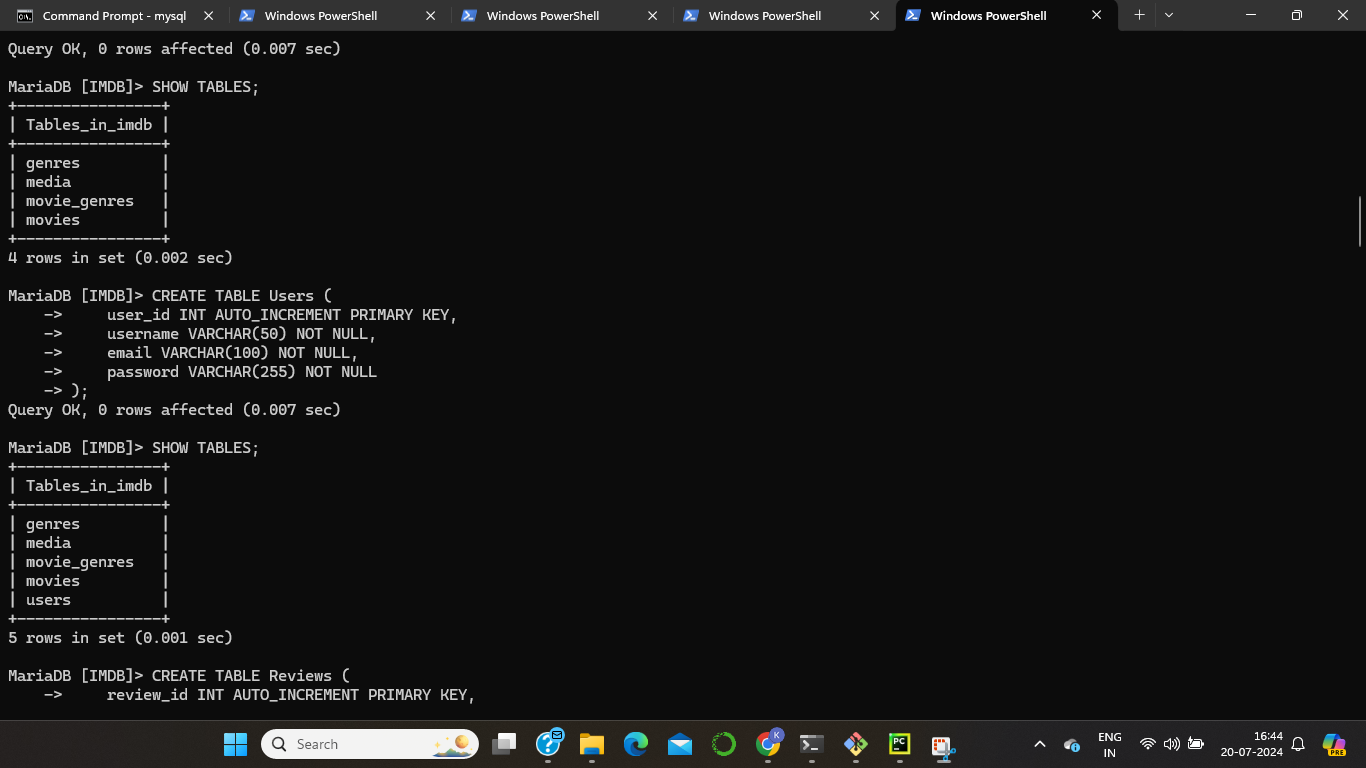 Command Prompt - mysql
Windows PowerShell
Windows PowerShell
Windows PowerShell
Windows PowerShell
Query OK, 0 rows affected (0.007 sec)
MariaDB [IMDB]> SHOW TABLES;
+----------------+
| Tables_in_imdb |
+----------------+
| genres         |
| media          |
| movie_genres   |
| movies         |
+----------------+
4 rows in set (0.002 sec)
MariaDB [IMDB]> CREATE TABLE Users (
    ->     user_id INT AUTO_INCREMENT PRIMARY KEY,
    ->     username VARCHAR(50) NOT NULL,
    ->     email VARCHAR(100) NOT NULL,
    ->     password VARCHAR(255) NOT NULL
    -> );
Query OK, 0 rows affected (0.007 sec)
MariaDB [IMDB]> SHOW TABLES;
+----------------+
| Tables_in_imdb |
+----------------+
| genres         |
| media          |
| movie_genres   |
| movies         |
| users          |
+----------------+
5 rows in set (0.001 sec)
MariaDB [IMDB]> CREATE TABLE Reviews (
    ->     review_id INT AUTO_INCREMENT PRIMARY KEY,
Search
K
PC
ENG
IN
16:44
20-07-2024
PRE